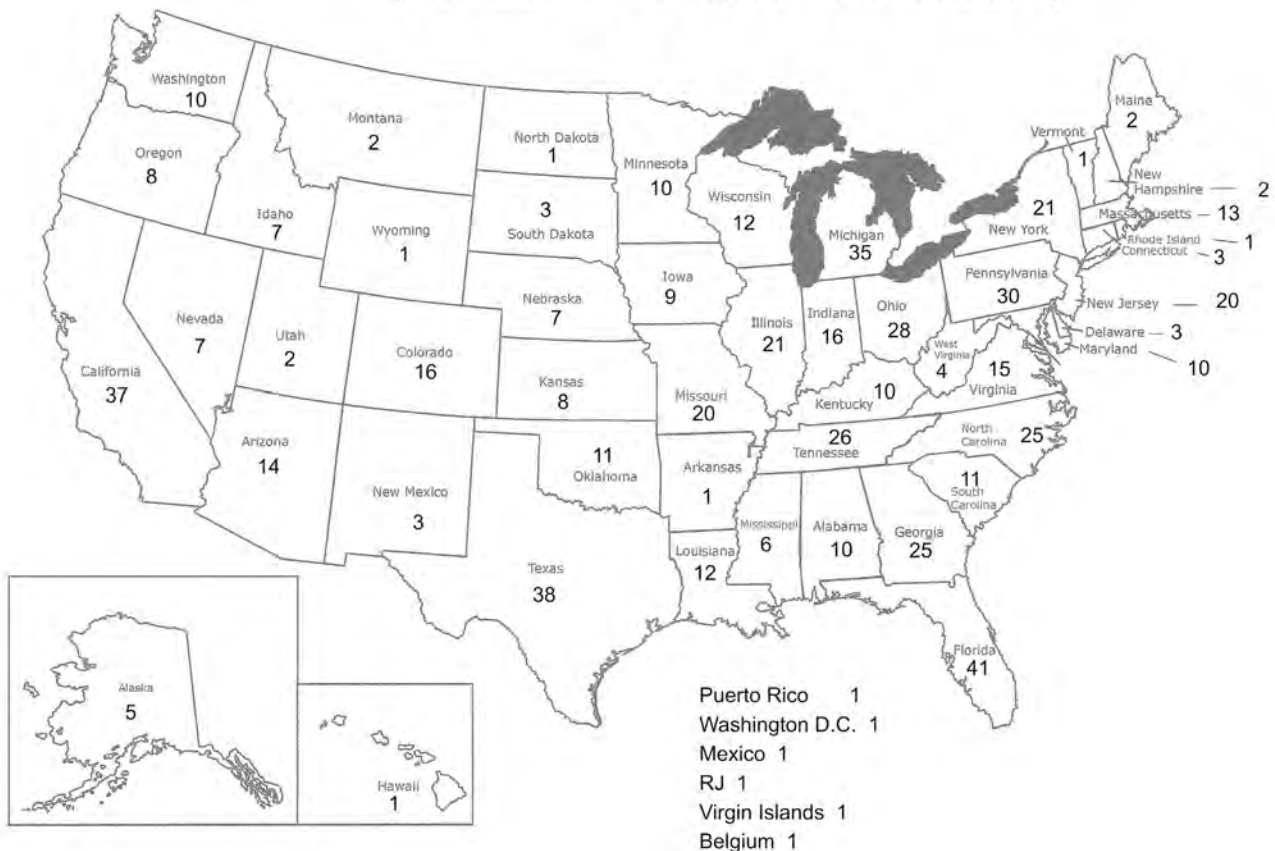 Washington
10
Oregon
8
California
37
Nevada
7
Idaho
7
Montana
2
Wyoming
1
Utah
2
Arizona
14
Colorado
16
New Mexico
3
North Dakota
1
3
South Dakota
Nebraska
7
Kansas
8
11
Oklahoma
Texas
38
Minnesota
10
Iowa
9
Missouri
20
Arkansas
1
Louisiana
12
Wisconsin
12
Illinois
21
Michigan
35
Indiana
16
Ohio
28
10
Kentucky
26
Tennessee
Mississippi
6
Alabama
10
Georgia
25
Florida
41
11
South
Carolina
North
Carolina 25
West
Virginia
4
15
Virginia
Pennsylvania
30
21
New York
Vermont
1
Maine
2
New
Hampshire 2
Massachusetts 13
Rhode Island 1
Connecticut 3
New Jersey 20
Delaware 3
Maryland
10
Alaska
5
Hawaii
1
Puerto Rico 1
Washington D.C. 1
Mexico 1
RJ 1
Virgin Islands 1
Belgium 1